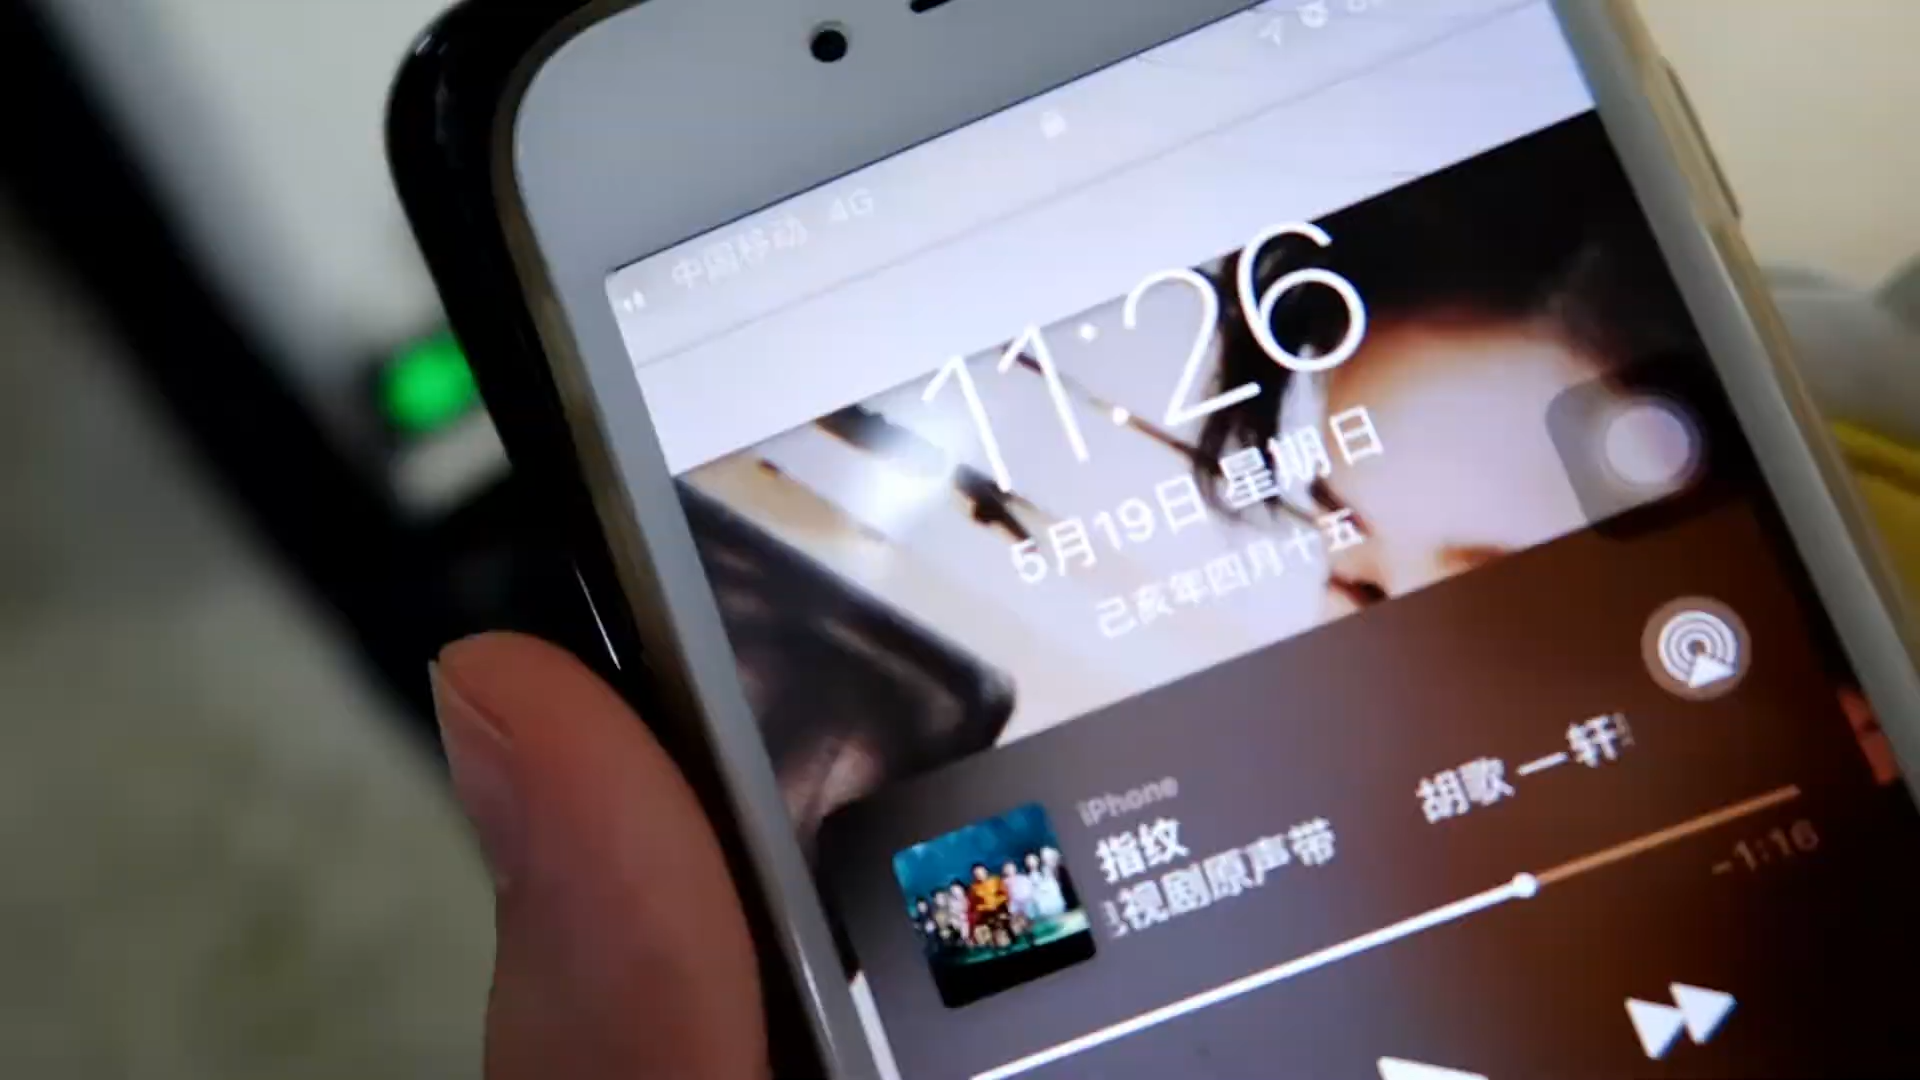 中国移动 4G
11:26
5月19日 星期日
己亥年四月十五
iPhone
指纹
视剧原声带
胡歌 一 轩
-1:16